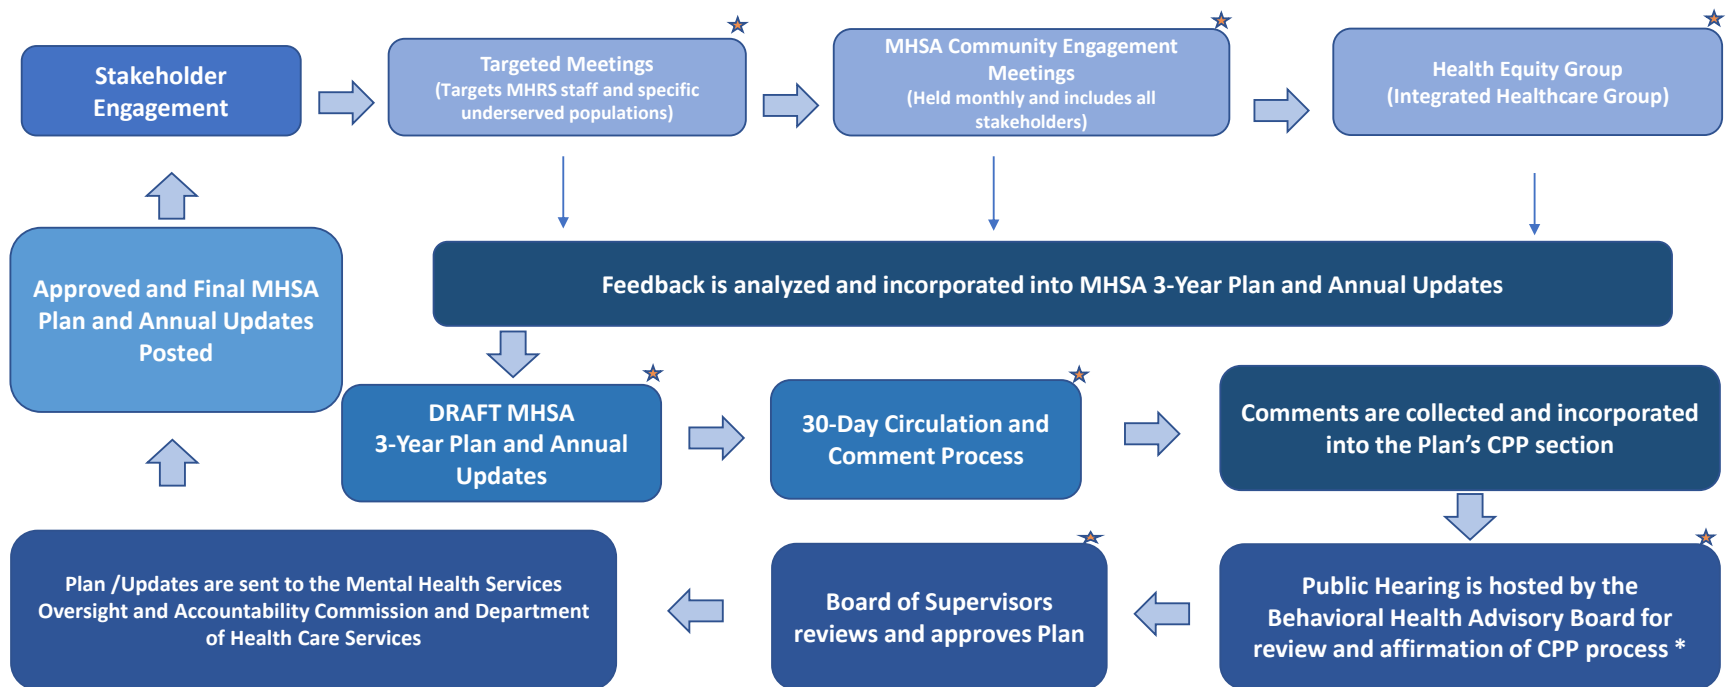 Stakeholder
Engagement
Targeted Meetings
(Targets MHRS staff and specific
underserved populations)
MHSA Community Engagement
Meetings
(Held monthly and includes all
stakeholders)
Health Equity Group
(Integrated Healthcare Group)
Approved and Final MHSA
Plan and Annual Updates
Posted
Feedback is analyzed and incorporated into MHSA 3-Year Plan and Annual Updates
DRAFT MHSA
3-Year Plan and Annual
Updates
30-Day Circulation and
Comment Process
Comments are collected and incorporated
into the Plan's CPP section
Plan /Updates are sent to the Mental Health Services
Oversight and Accountability Commission and Department
of Health Care Services
Board of Supervisors
reviews and approves Plan
Public Hearing is hosted by the
Behavioral Health Advisory Board for
review and affirmation of CPP process *